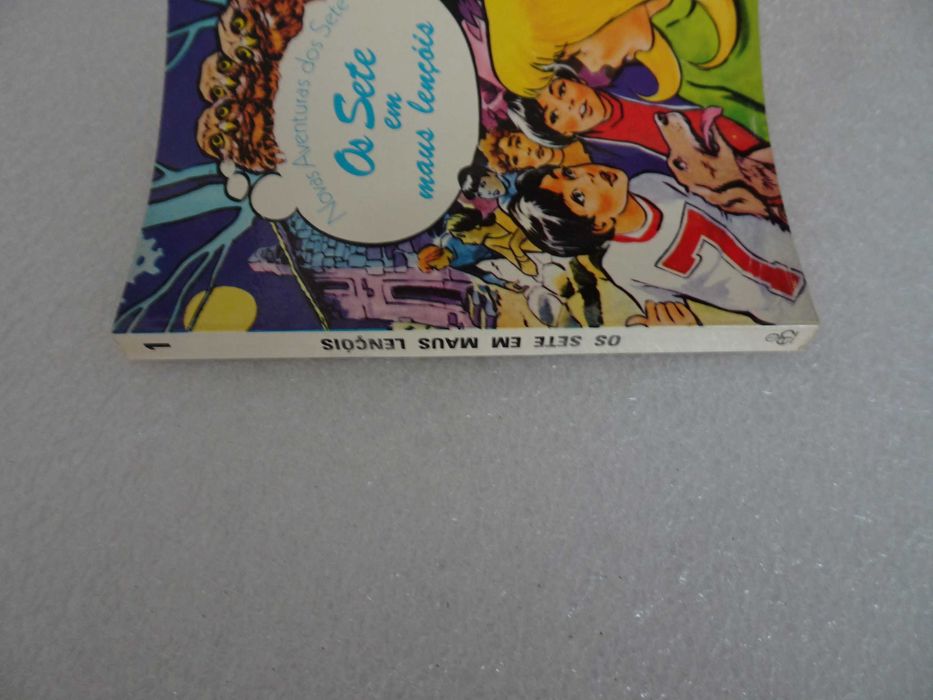 Novas Aventuras dos Sete
Os Sete
em
maus lençóis
7
1
OS SETE EM MAUS LENÇÓIS